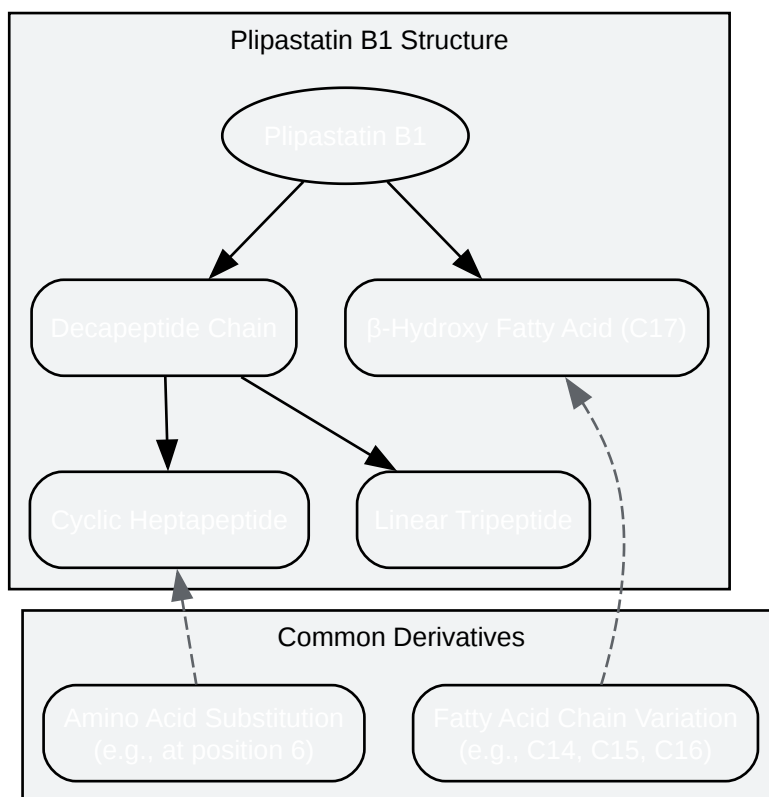 Plipastatin B1 Structure
Plipastatin B1
Decapeptide Chain
β-Hydroxy Fatty Acid (C17)
Cyclic Heptapeptide
Linear Tripeptide
Common Derivatives
Amino Acid Substitution
(e.g., at position 6)
Fatty Acid Chain Variation
(e.g., C14, C15, C16)